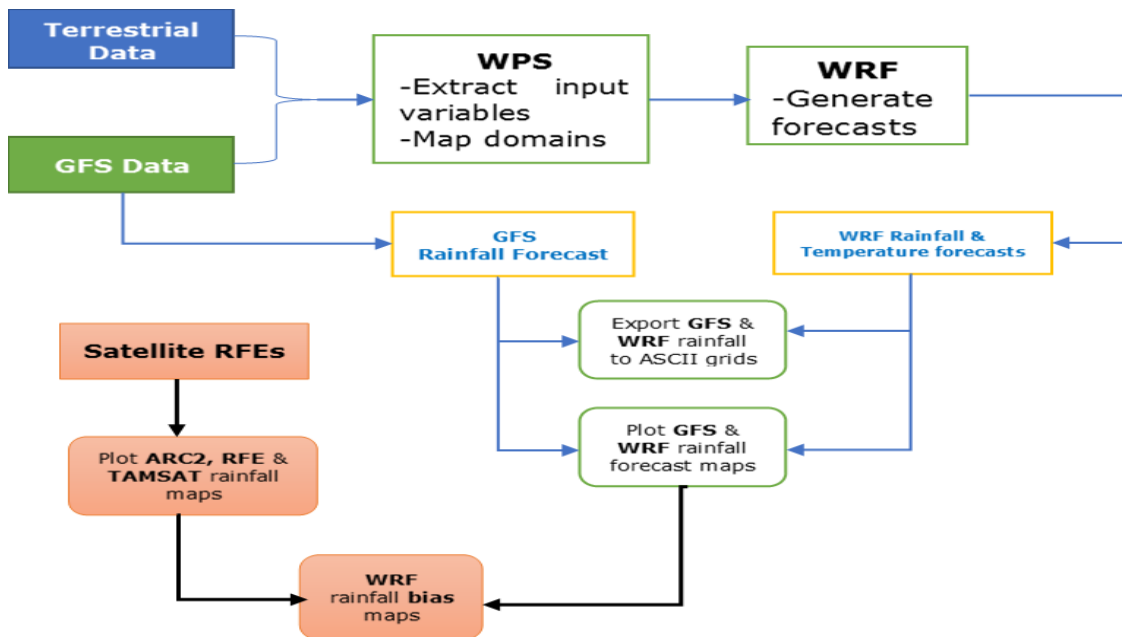 Terrestrial
Data
GFS Data
WPS
-Extract input
variables
-Map domains
WRF
-Generate
forecasts
GFS
Rainfall Forecast
WRF Rainfall &
Temperature forecasts
Export GFS &
WRF rainfall
to ASCII grids
Satellite RFEs
Plot ARC2, RFE &
TAMSAT rainfall
maps
Plot GFS &
WRF rainfall
forecast maps
WRF
rainfall bias
maps